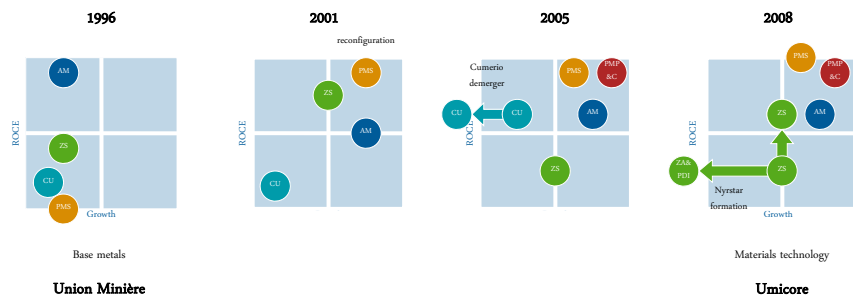 1996
2001
2005
2008
reconfiguration
AM
ROCE
ZS
CU
PMS
Growth
PMS
ZS
ROCE
AM
CU
Cumerio
demerger
PMS
PMP
&C
CU
CU
AM
ROCE
ZS
PMS
PMP
&C
ZS
AM
ROCE
ZA&
PDI
ZS
Nyrstar
formation
Growth
Base metals
Materials technology
Union Minière
Umicore